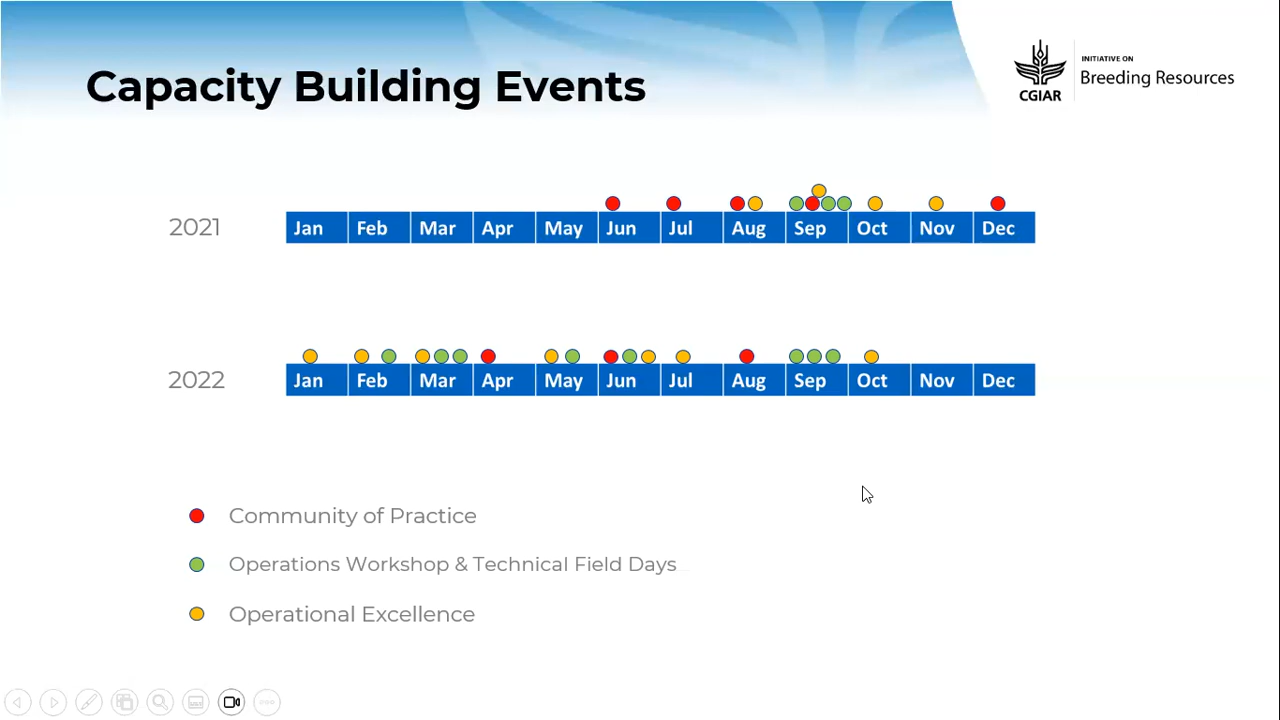 Capacity Building Events
INITIATIVE ON
Breeding Resources
CGIAR
2021
Jan Feb Mar Apr May Jun Jul Aug Sep Oct Nov Dec
2022
Jan Feb Mar Apr May Jun Jul Aug Sep Oct Nov Dec
Community of Practice
Operations Workshop & Technical Field Days
Operational Excellence